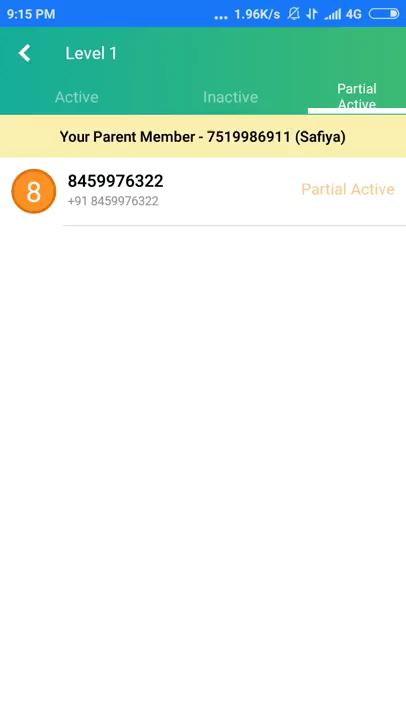 9:15 PM ... 1.96K/s 4G
Level 1
Active
Inactive
Partial
Active
Your Parent Member - 7519986911 (Safiya)
8
8459976322
+91 8459976322
Partial Active